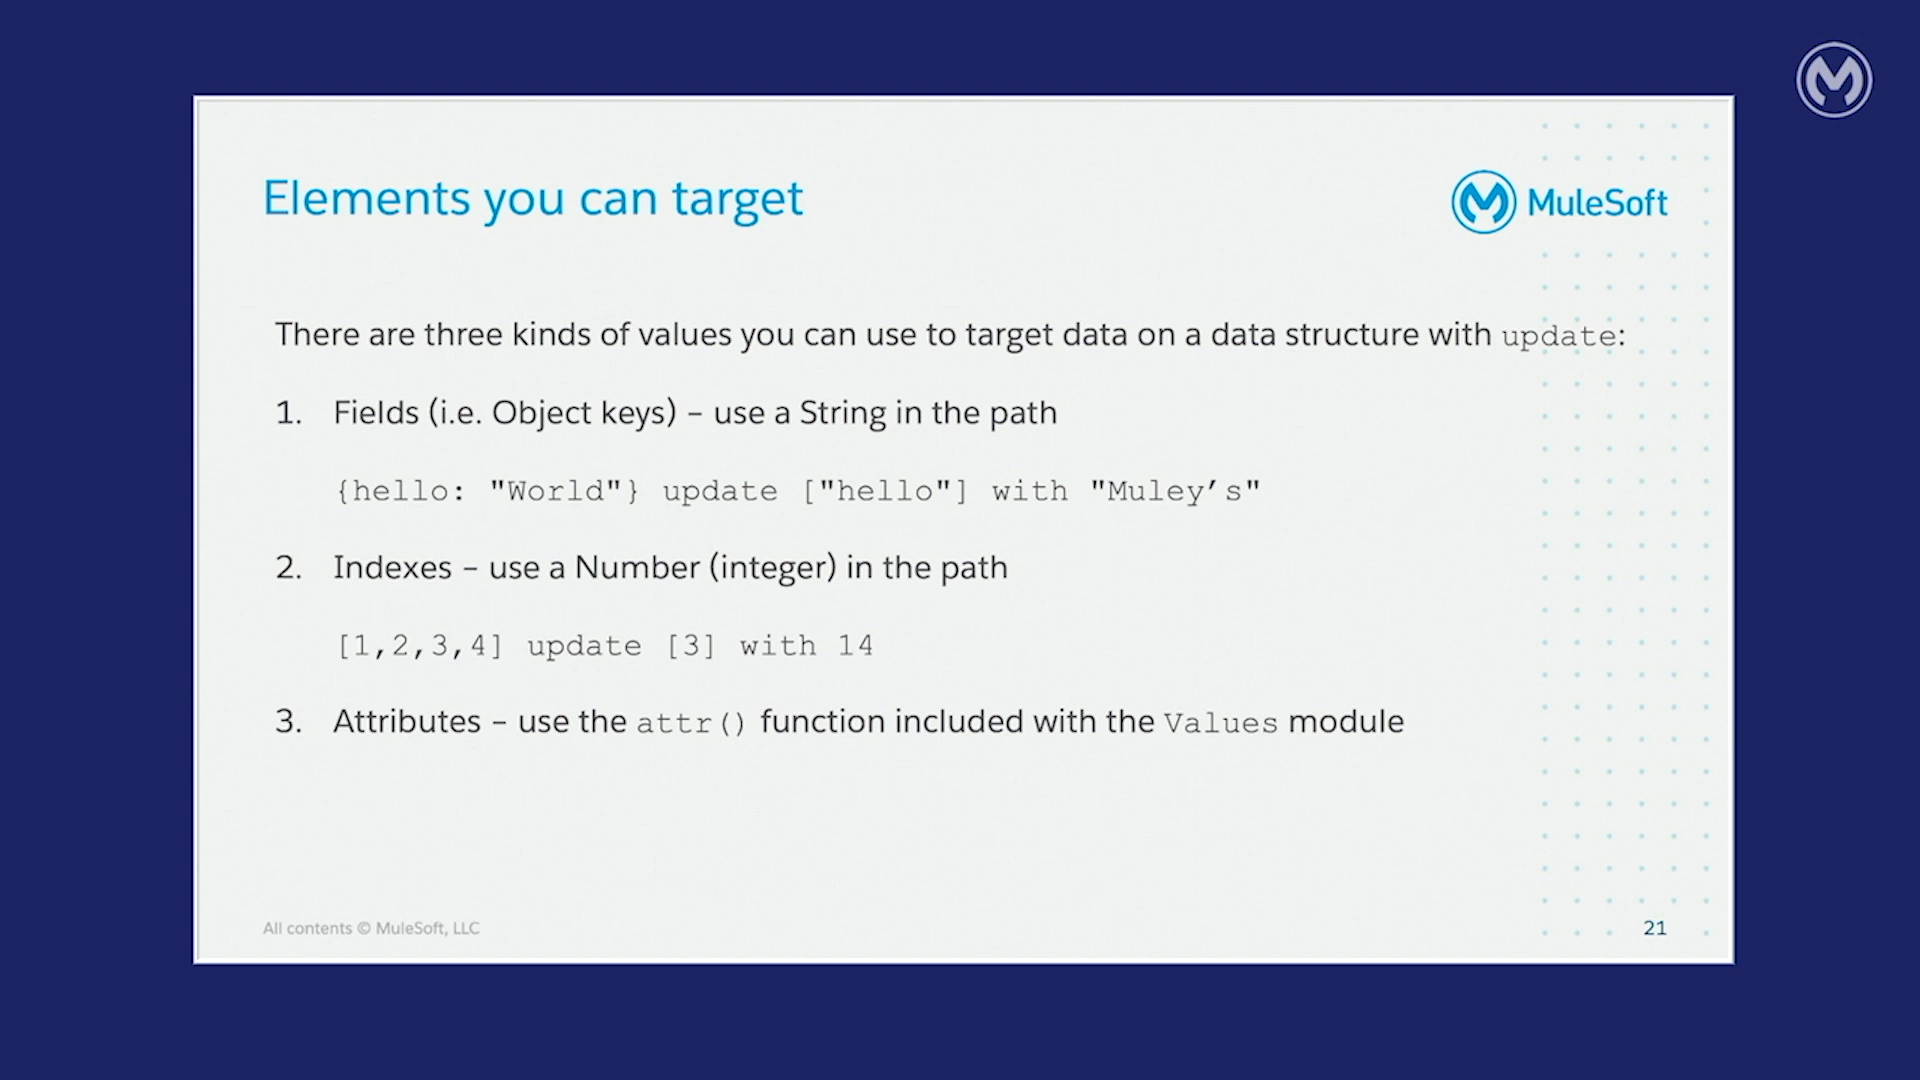 Elements you can target
MuleSoft
There are three kinds of values you can use to target data on a data structure with update:
1. Fields (i.e. Object keys) – use a String in the path
{hello: "World"} update ["hello"] with "Muley’s"
2. Indexes – use a Number (integer) in the path
[1,2,3,4] update [3] with 14
3. Attributes – use the attr() function included with the Values module
All contents © MuleSoft, LLC
21